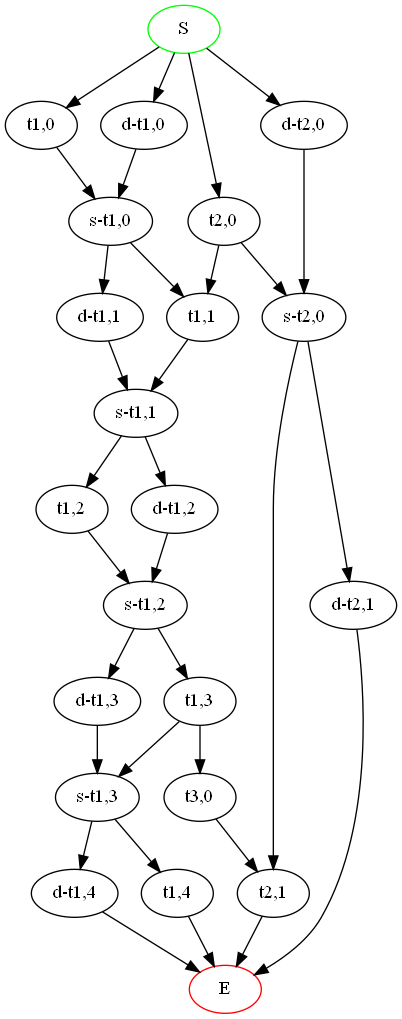 S
t1,0
d-t1,0
d-t2,0
s-t1,0
t2,0
d-t1,1
t1,1
s-t2,0
s-t1,1
t1,2
d-t1,2
s-t1,2
d-t2,1
d-t1,3
t1,3
s-t1,3
t3,0
d-t1,4
t1,4
t2,1
E